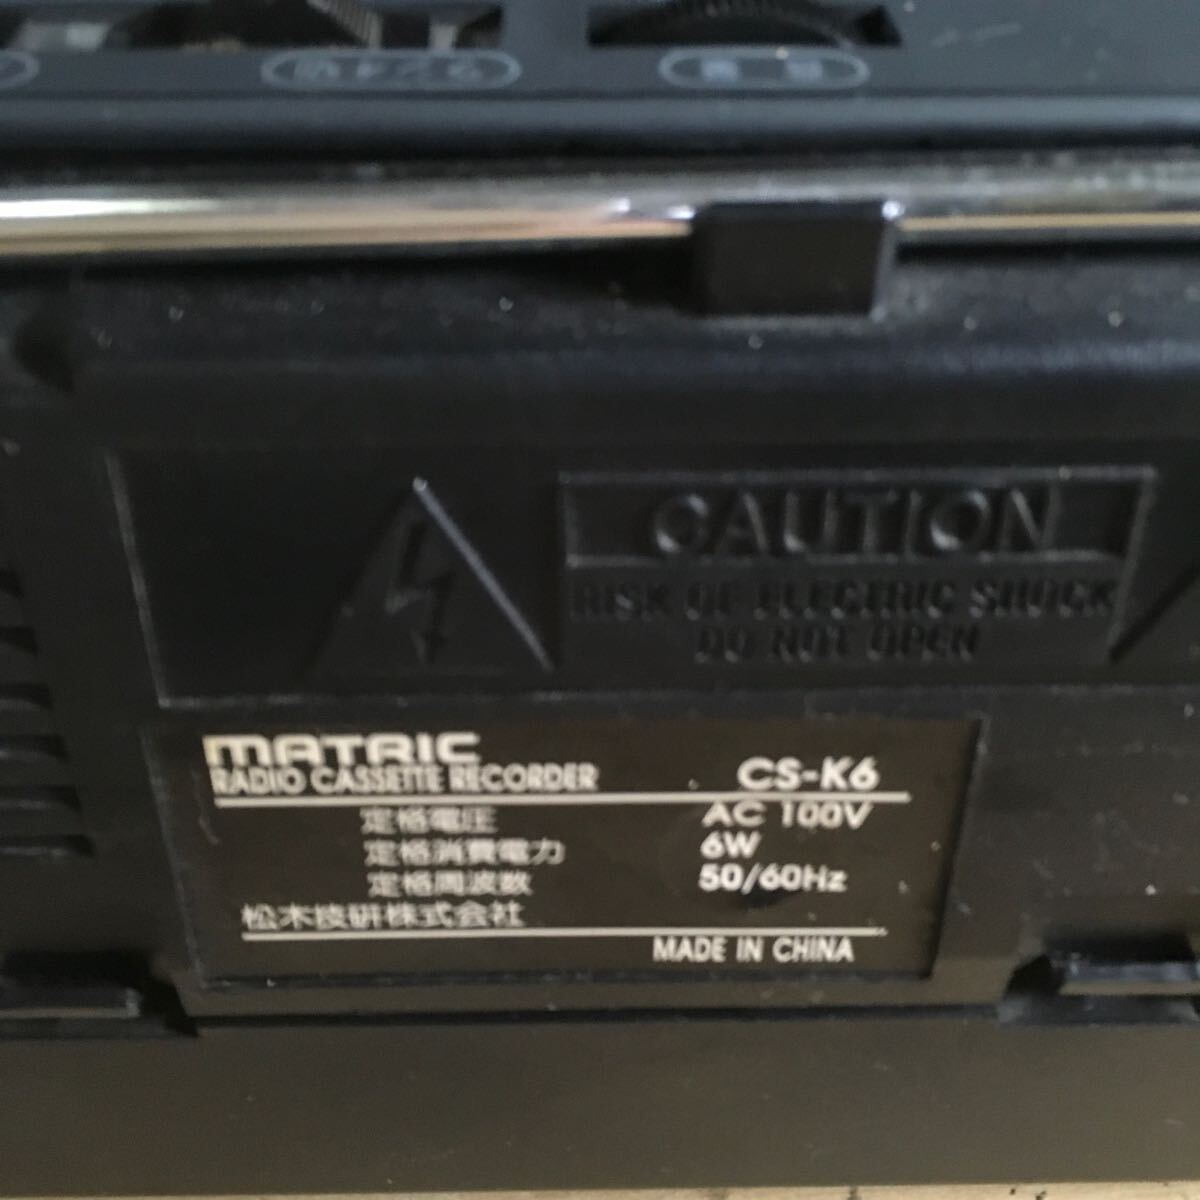 CAUTION
RISK OF ELECTRIC SHOCK
DO NOT OPEN
MATRIC
RADIO CASSETTE RECORDER CS-K6
定格電圧 AC 100V
定格消費電力 6W
定格周波数 50/60Hz
松木技研株式会社
MADE IN CHINA